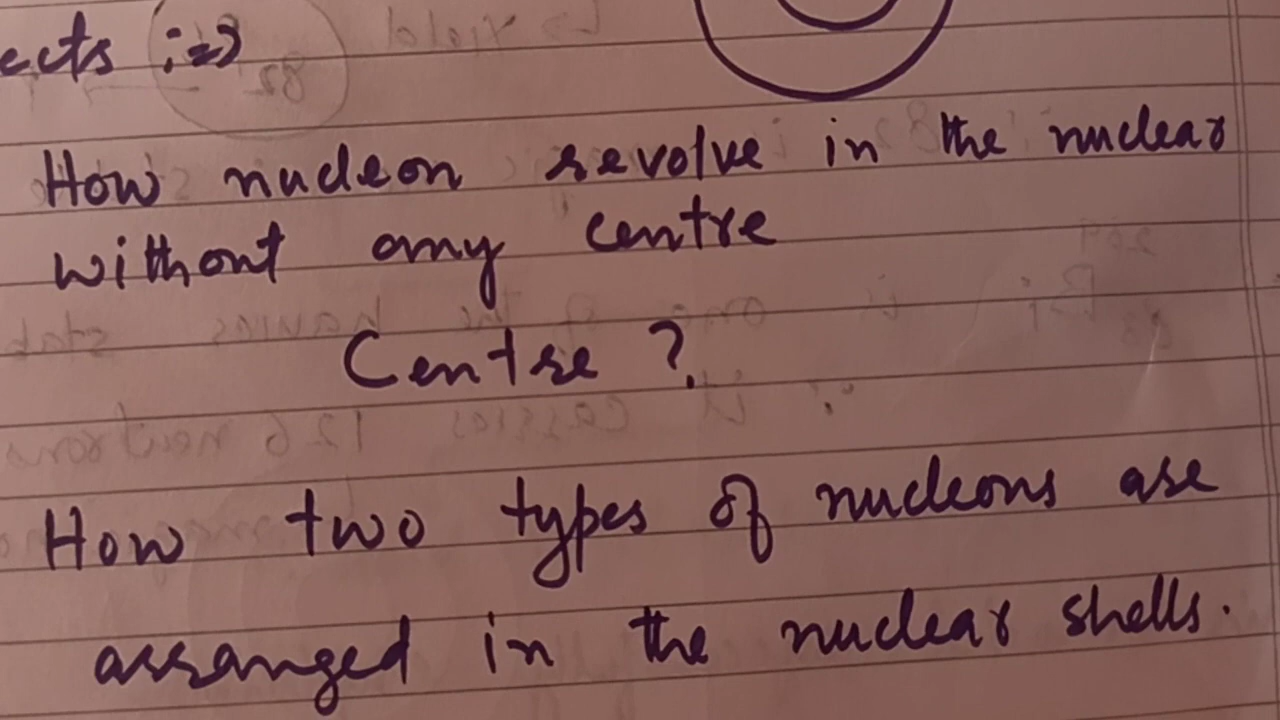 ects :=>
How nucleon revolve in the nuclear
without any centre
Centre ?
How two types of nucleons are
arranged in the nuclear shells.